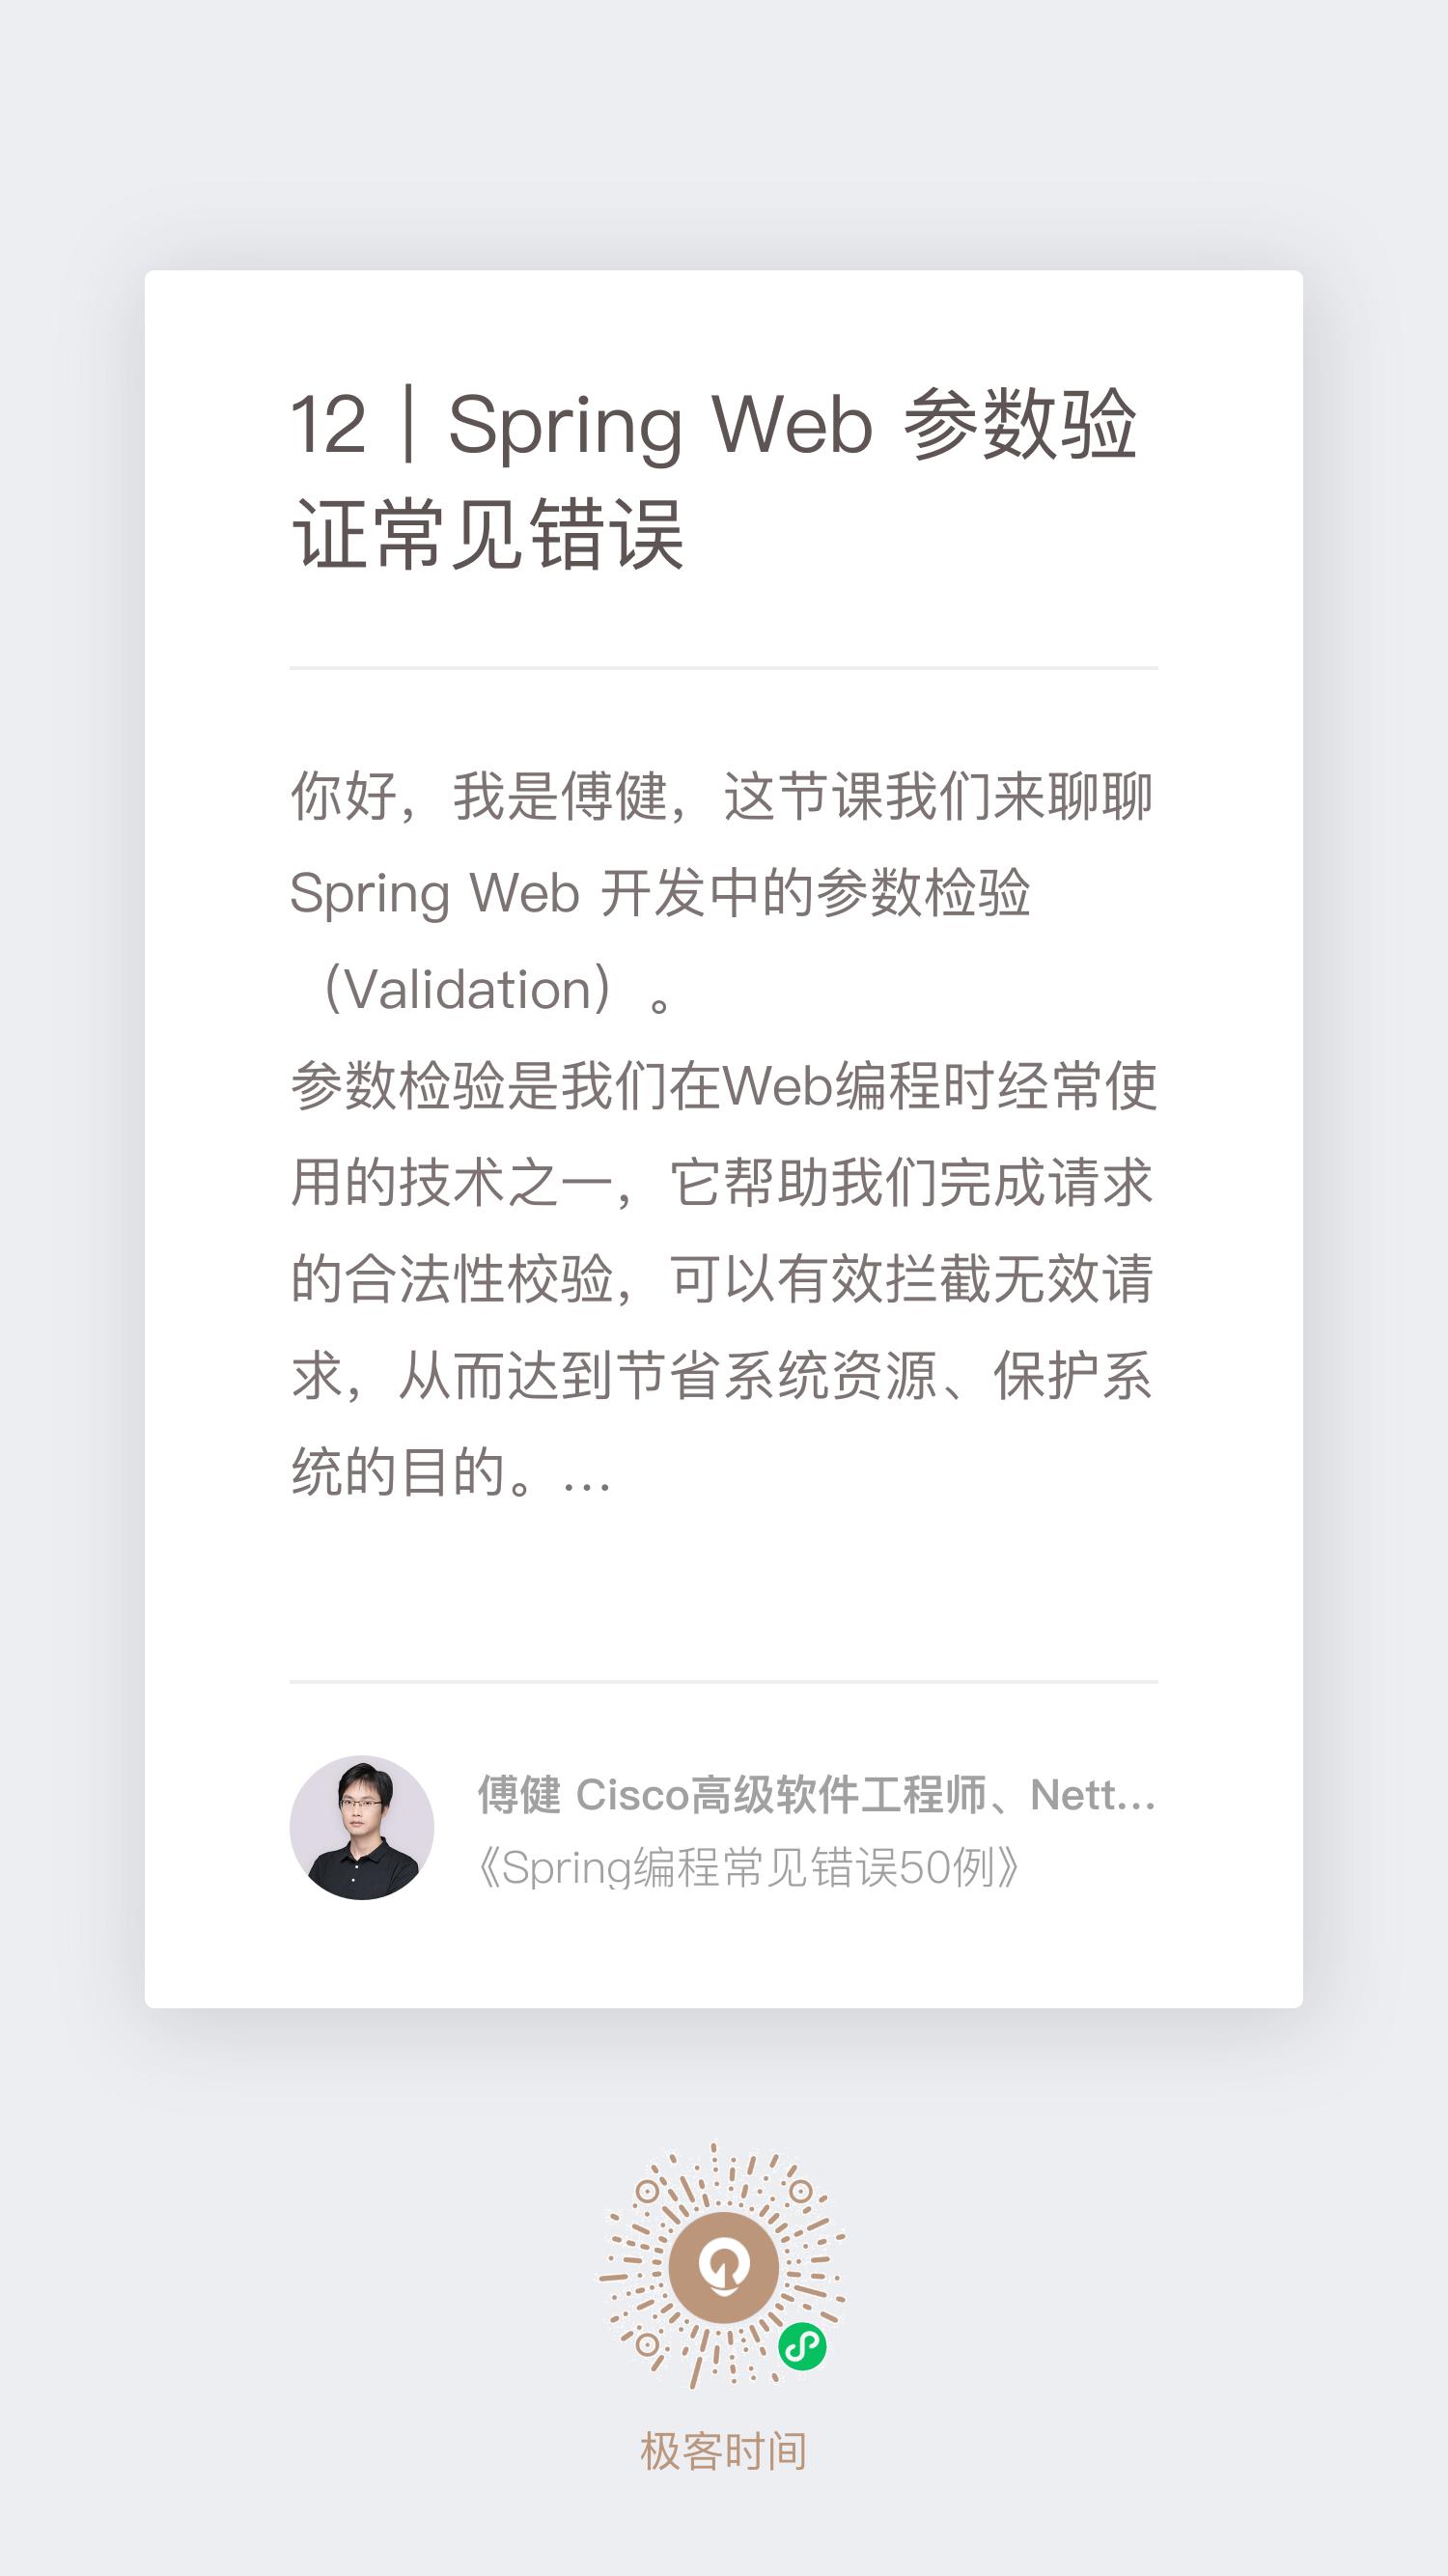 12｜Spring Web 参数验
证常见错误
你好，我是傅健，这节课我们来聊聊
Spring Web 开发中的参数检验
（Validation）。
参数检验是我们在Web编程时经常使
用的技术之一，它帮助我们完成请求
的合法性校验，可以有效拦截无效请
求，从而达到节省系统资源、保护系
统的目的。...
傅健 Cisco高级软件工程师、Nett...
《Spring编程常见错误50例》
极客时间